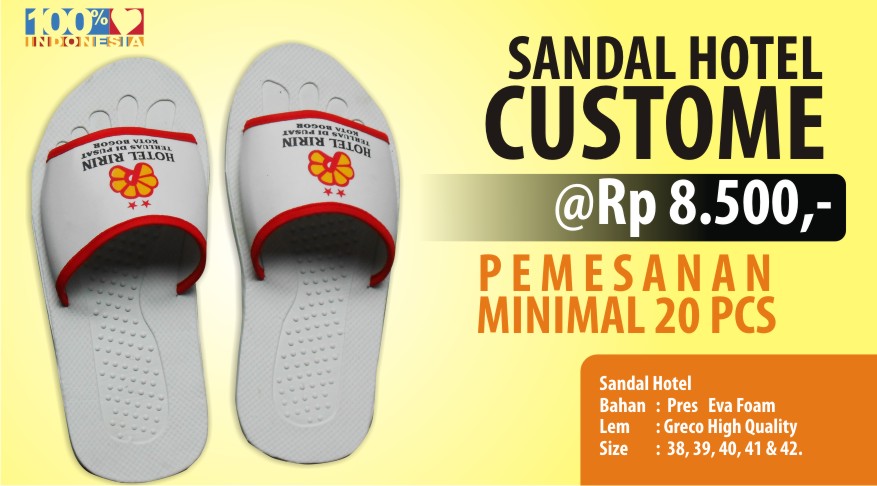 100%
INDONESIA
HOTEL RIRIN
TERLUAS DI PUSAT
KOTA BOGOR
HOTEL RIRIN
TERLUAS DI PUSAT
KOTA BOGOR
SANDAL HOTEL
CUSTOME
@Rp 8.500,-
PEMESANAN
MINIMAL 20 PCS
Sandal Hotel
Bahan : Pres Eva Foam
Lem : Greco High Quality
Size : 38, 39, 40, 41 & 42.